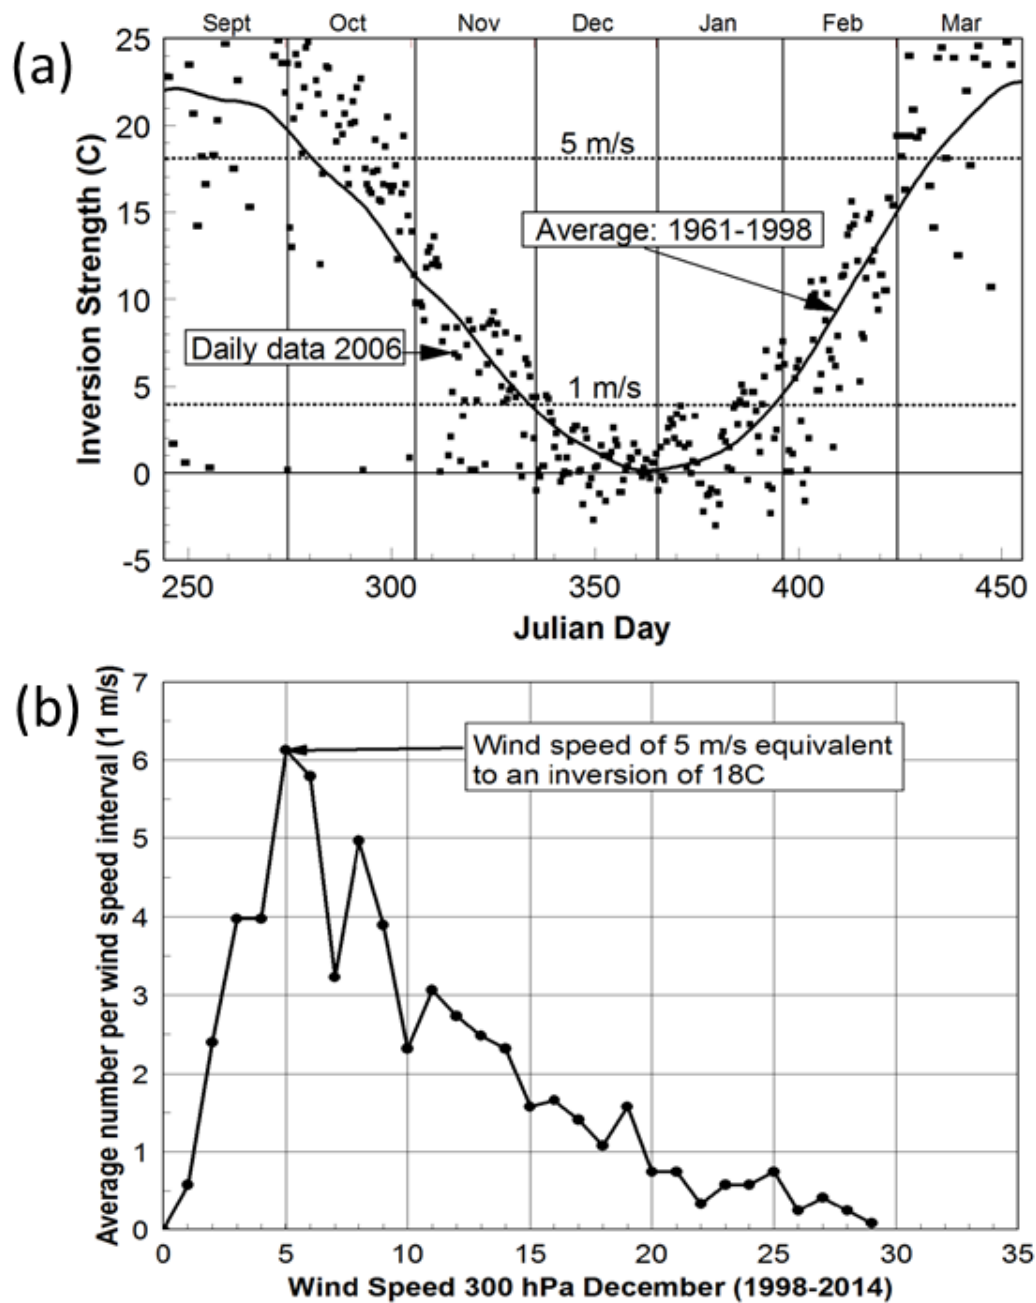 Sept Oct Nov Dec Jan Feb Mar
(a)
25
20
15
10
5
0
-5
Inversion Strength (C)
5 m/s
Average: 1961-1998
Daily data 2006
1 m/s
250 300 350 400 450
Julian Day
(b)
7
6
5
4
3
2
1
0
Average number per wind speed interval (1 m/s)
Wind speed of 5 m/s equivalent
to an inversion of 18C
0 5 10 15 20 25 30 35
Wind Speed 300 hPa December (1998-2014)